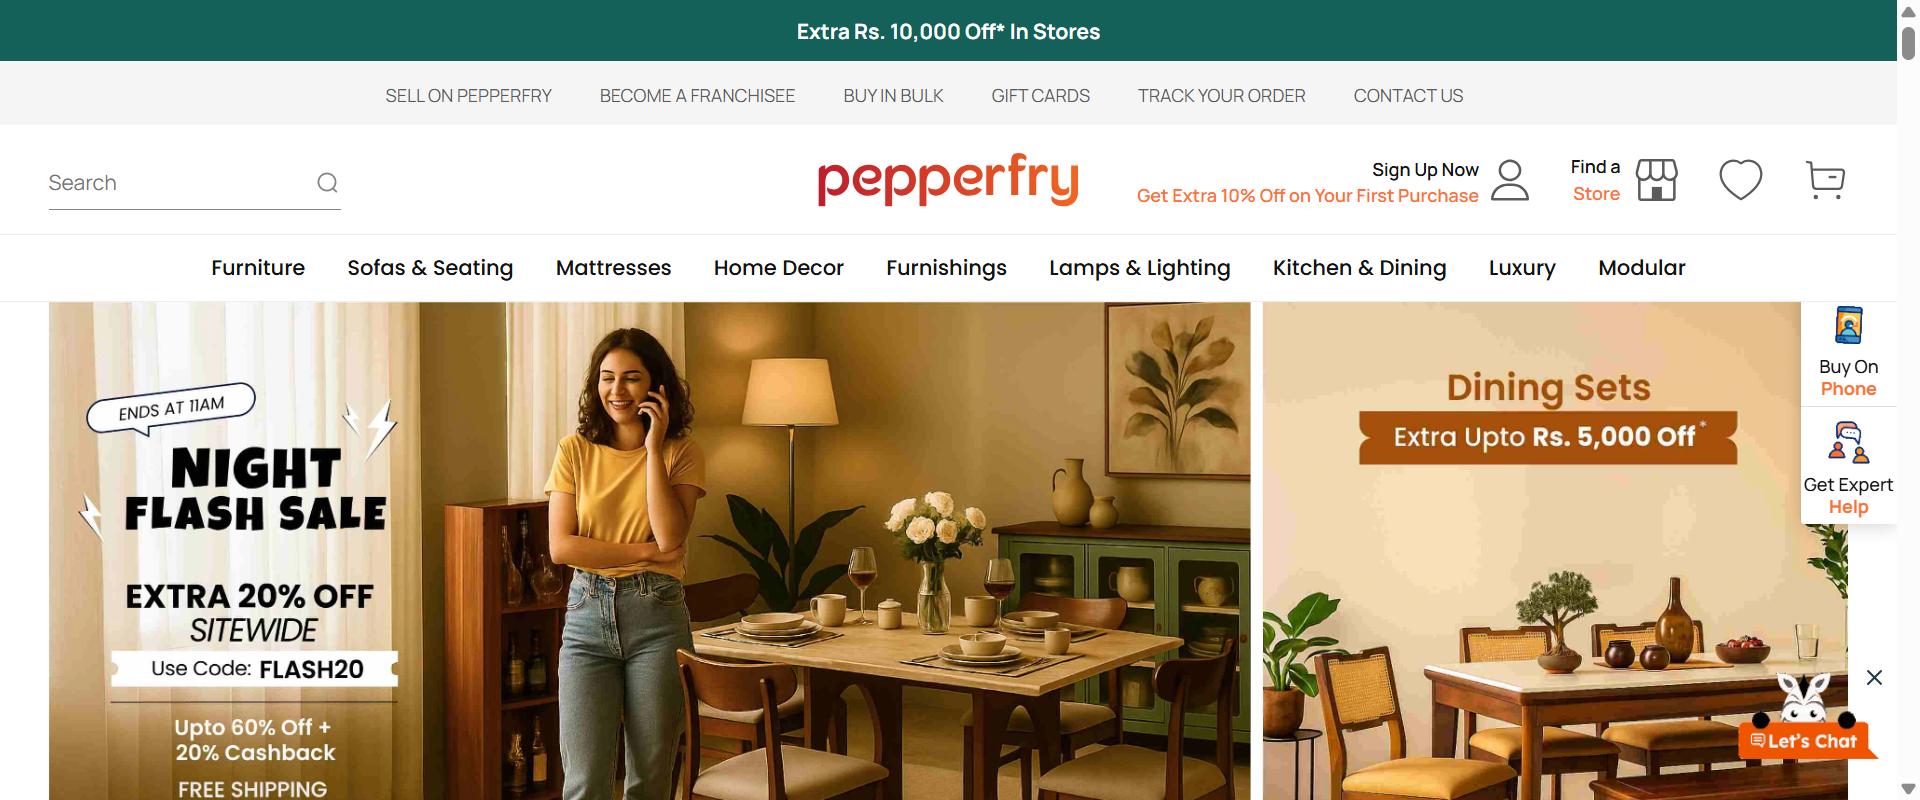 Extra Rs. 10,000 Off* In Stores
SELL ON PEPPERFRY
BECOME A FRANCHISEE
BUY IN BULK
GIFT CARDS
TRACK YOUR ORDER
CONTACT US
Search
pepperfry
Sign Up Now
Get Extra 10% Off on Your First Purchase
Find a
Store
Furniture
Sofas & Seating
Mattresses
Home Decor
Furnishings
Lamps & Lighting
Kitchen & Dining
Luxury
Modular
ENDS AT 11AM
NIGHT
FLASH SALE
EXTRA 20% OFF
SITEWIDE
Use Code: FLASH20
Upto 60% Off +
20% Cashback
FREE SHIPPING
Dining Sets
Extra Upto Rs. 5,000 Off*
Buy On
Phone
Get Expert
Help
Let's Chat